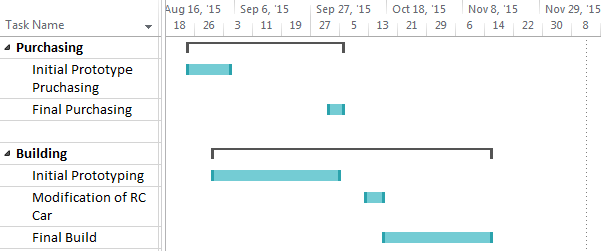 Aug 16, '15 Sep 6, '15 Sep 27, '15 Oct 18, '15 Nov 8, '15 Nov 29, '15
Task Name 18 26 3 11 19 27 5 13 21 29 6 14 22 30 8
Purchasing
Initial Prototype
Pruchasing
Final Purchasing
Building
Initial Prototyping
Modification of RC
Car
Final Build